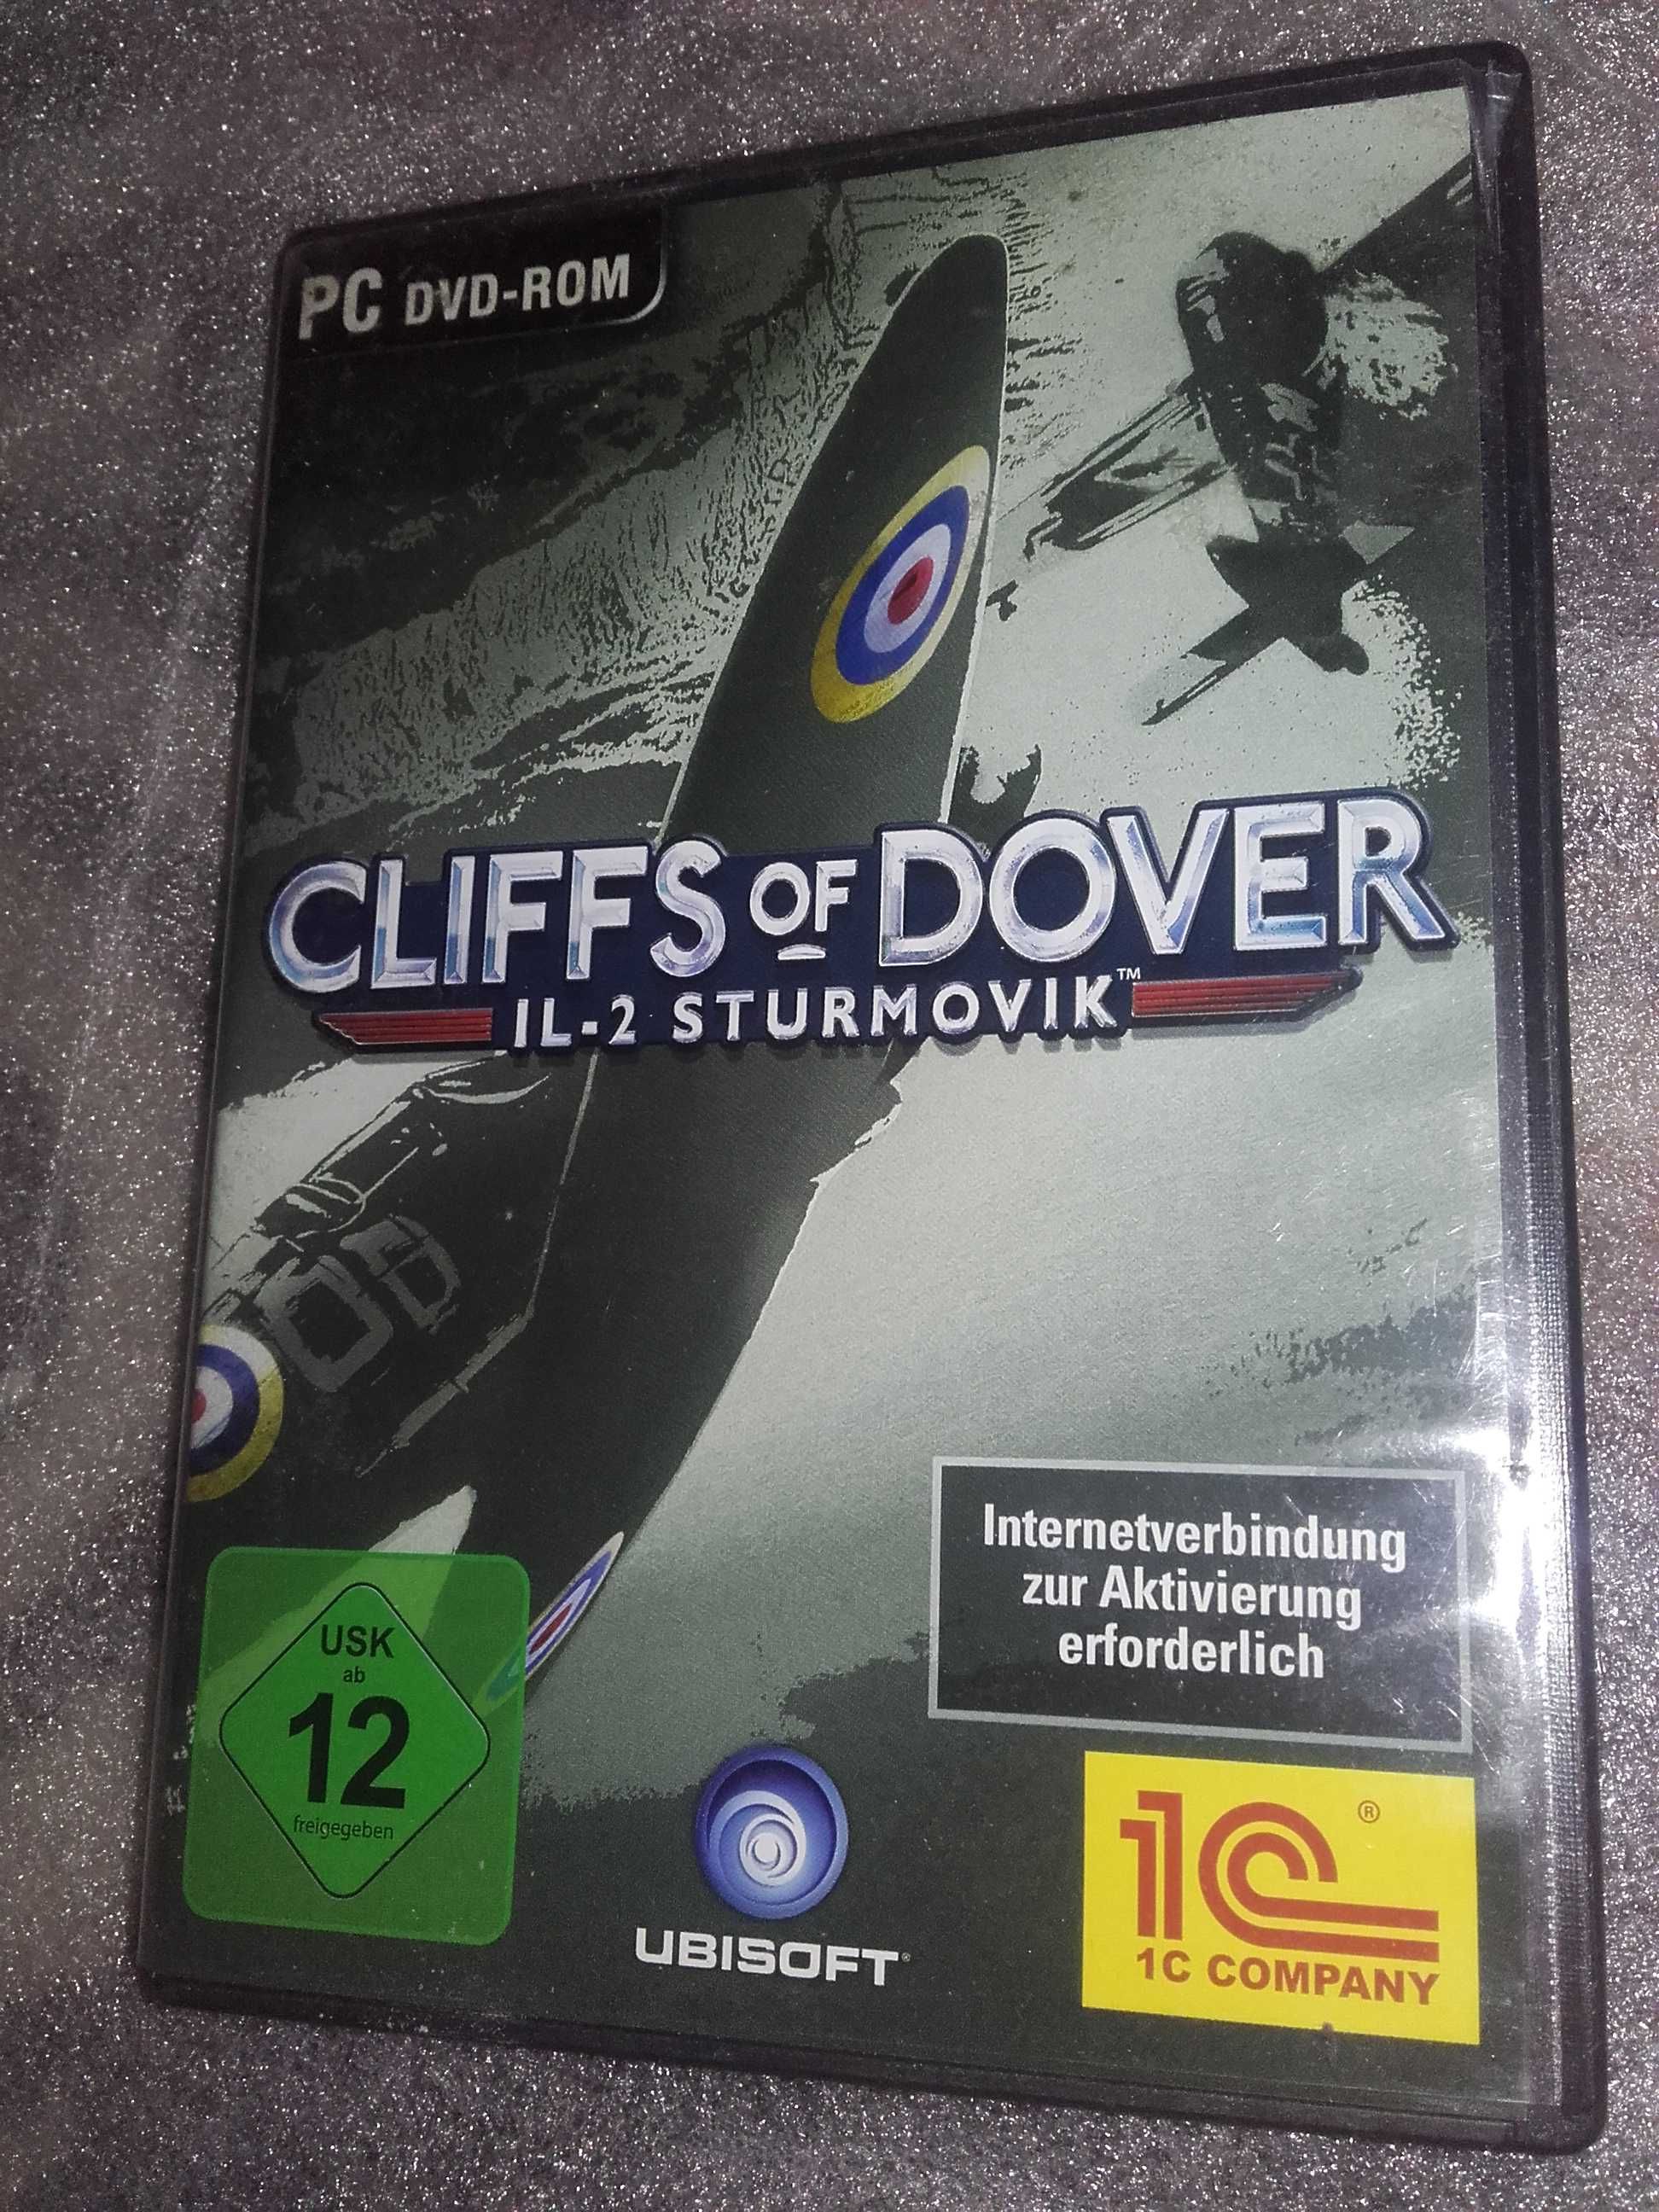 PC DVD-ROM
CLIFFS OF DOVER
IL-2 STURMOVIK™
OD
Internetverbindung
zur Aktivierung
erforderlich
USK
ab
12
freigegeben
UBISOFT®
1C®
1C COMPANY